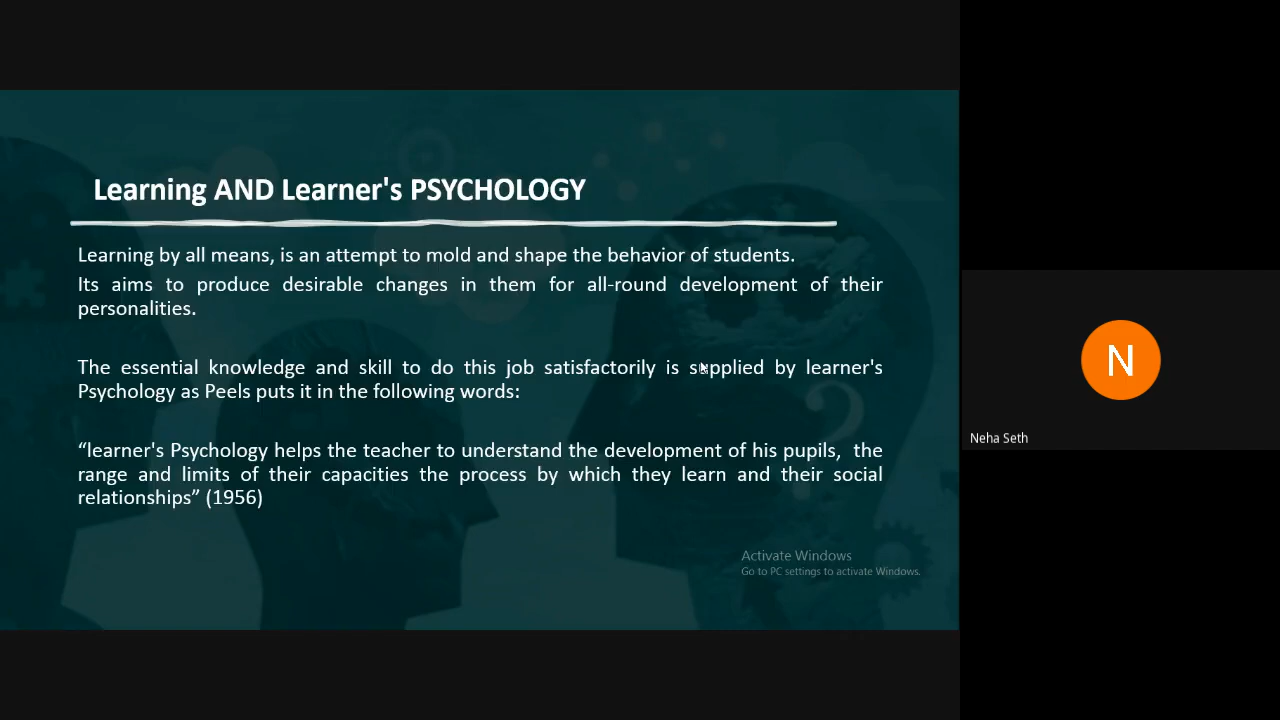 Learning AND Learner's PSYCHOLOGY
Learning by all means, is an attempt to mold and shape the behavior of students.
Its aims to produce desirable changes in them for all-round development of their
personalities.
The essential knowledge and skill to do this job satisfactorily is supplied by learner's
Psychology as Peels puts it in the following words:
“learner's Psychology helps the teacher to understand the development of his pupils, the
range and limits of their capacities the process by which they learn and their social
relationships” (1956)
Activate Windows
Go to PC settings to activate Windows.
N
Neha Seth